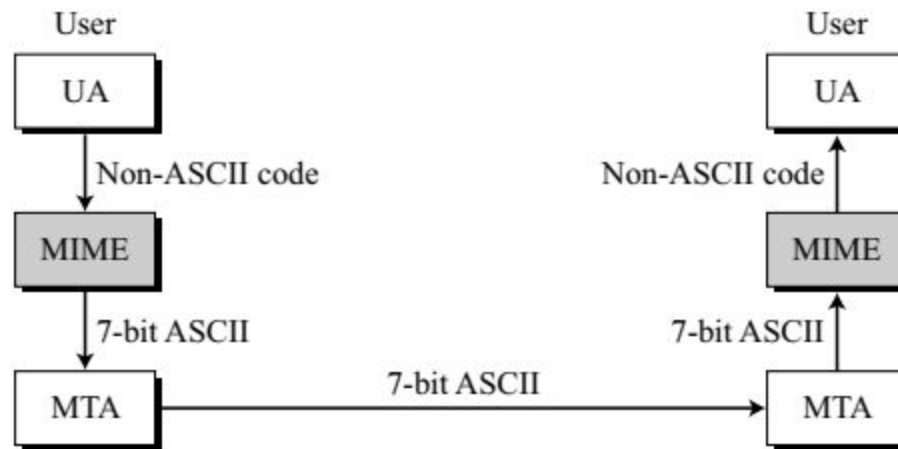 User
User
UA
UA
Non-ASCII code
Non-ASCII code
MIME
MIME
7-bit ASCII
7-bit ASCII
7-bit ASCII
MTA
MTA